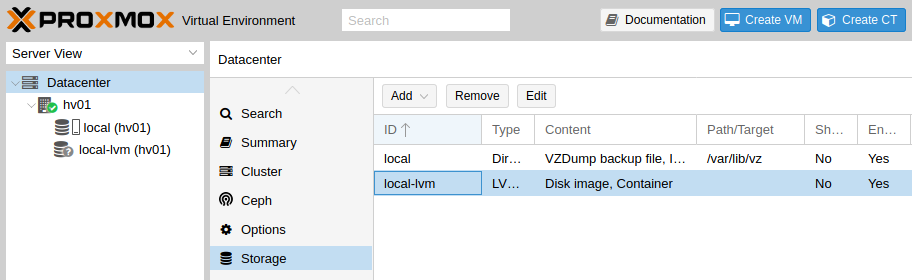 PROXMOX Virtual Environment Search Documentation Create VM Create CT
Server View
Datacenter
hv01
local (hv01)
local-lvm (hv01)
Datacenter
Search
Summary
Cluster
Ceph
Options
Storage
Add Remove Edit
ID Type Content Path/Target Sh... En...
local Dir... VZDump backup file, I... /var/lib/vz No Yes
local-lvm LV... Disk image, Container No Yes